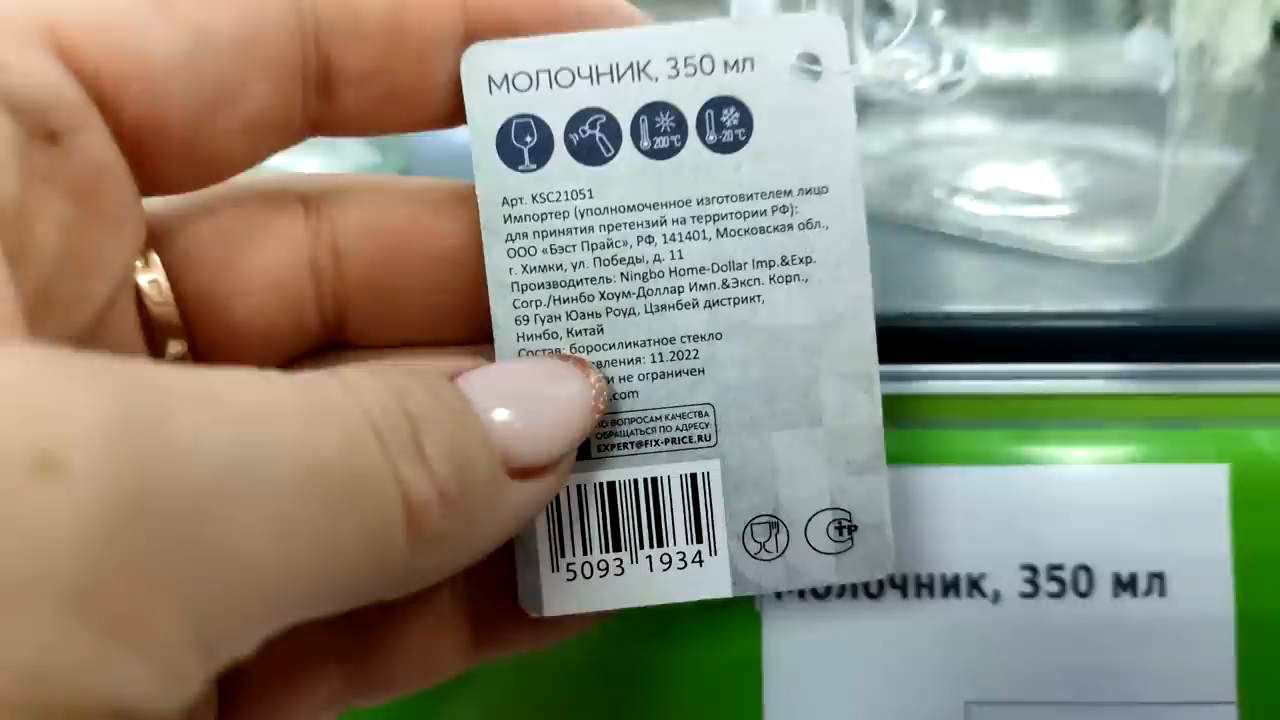 МОЛОЧНИК, 350 мл
200 °C
-20 °C
Арт. KSC21051
Импортер (уполномоченное изготовителем лицо
для принятия претензий на территории РФ):
ООО «Бэст Прайс», РФ, 141401, Московская обл.,
г. Химки, ул. Победы, д. 11
Производитель: Ningbo Home-Dollar Imp.&Exp.
Corp./Нинбо Хоум-Доллар Имп.&Эксп. Корп.,
69 Гуан Юань Роуд, Цзянбей дистрикт,
Нинбо, Китай
Состав: боросиликатное стекло
11.2022
и не ограничен
.com
ПО ВОПРОСАМ КАЧЕСТВА
ОБРАЩАТЬСЯ ПО АДРЕСУ:
EXPERT@FIX-PRICE.RU
5093 1934
СТР
Молочник, 350 мл